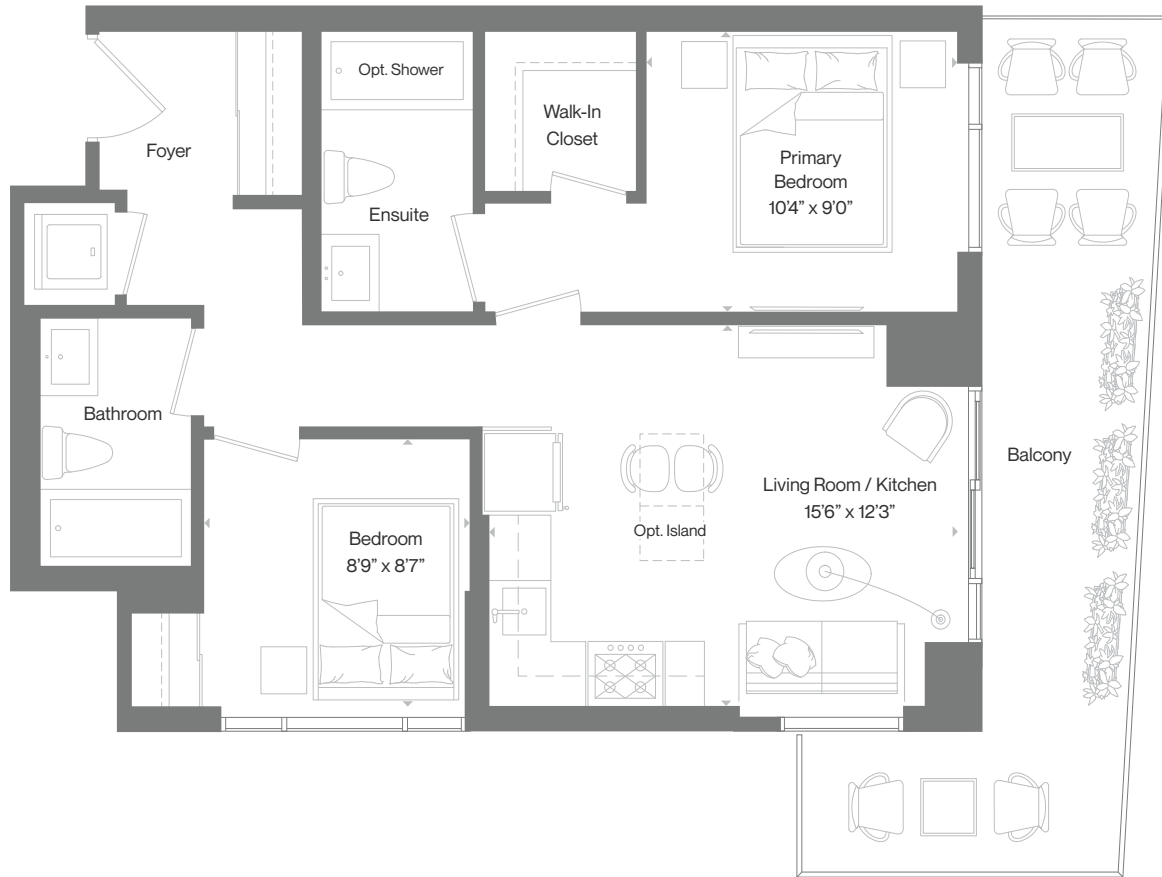 Opt. Shower
Foyer
Walk-In
Closet
Primary
Bedroom
10’4” x 9’0”
Ensuite
Bathroom
Balcony
Living Room / Kitchen
15’6” x 12’3”
Opt. Island
Bedroom
8’9” x 8’7”